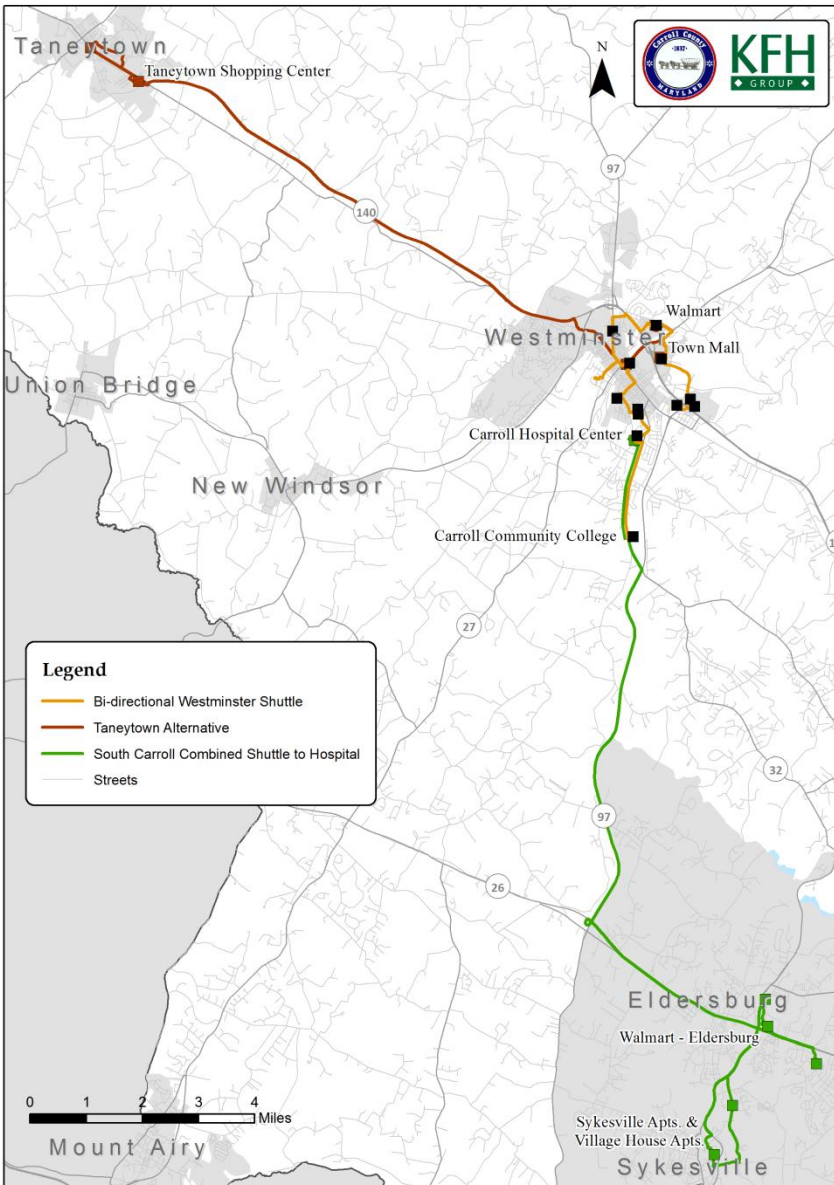 Taneytown
Taneytown Shopping Center
N
Carroll County
1837
MARYLAND
KFH
GROUP
97
140
Walmart
Westminster
Town Mall
Union Bridge
Carroll Hospital Center
New Windsor
Carroll Community College
27
Legend
Bi-directional Westminster Shuttle
Taneytown Alternative
South Carroll Combined Shuttle to Hospital
Streets
32
97
26
Eldersburg
Walmart - Eldersburg
0 1 2 3 4
Miles
Sykesville Apts. &
Village House Apts.
Mount Airy
Sykesville